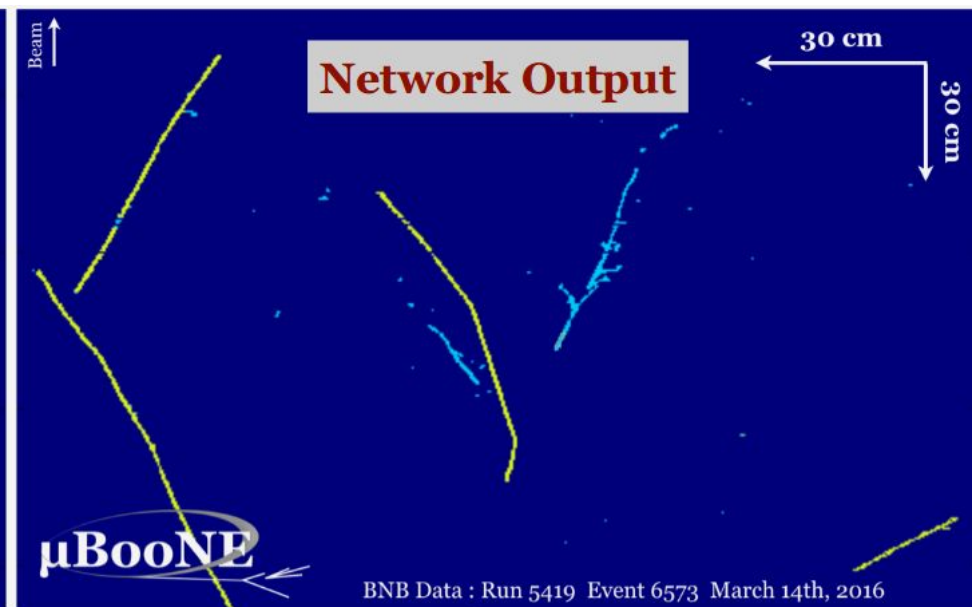 Beam
Network Output
30 cm
30 cm
µBooNE
BNB Data : Run 5419 Event 6573 March 14th, 2016